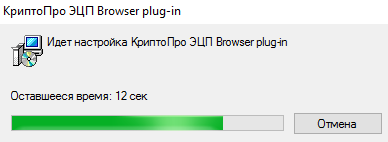 КриптоПро ЭЦП Browser plug-in
Идет настройка КриптоПро ЭЦП Browser plug-in
Оставшееся время: 12 сек
Отмена